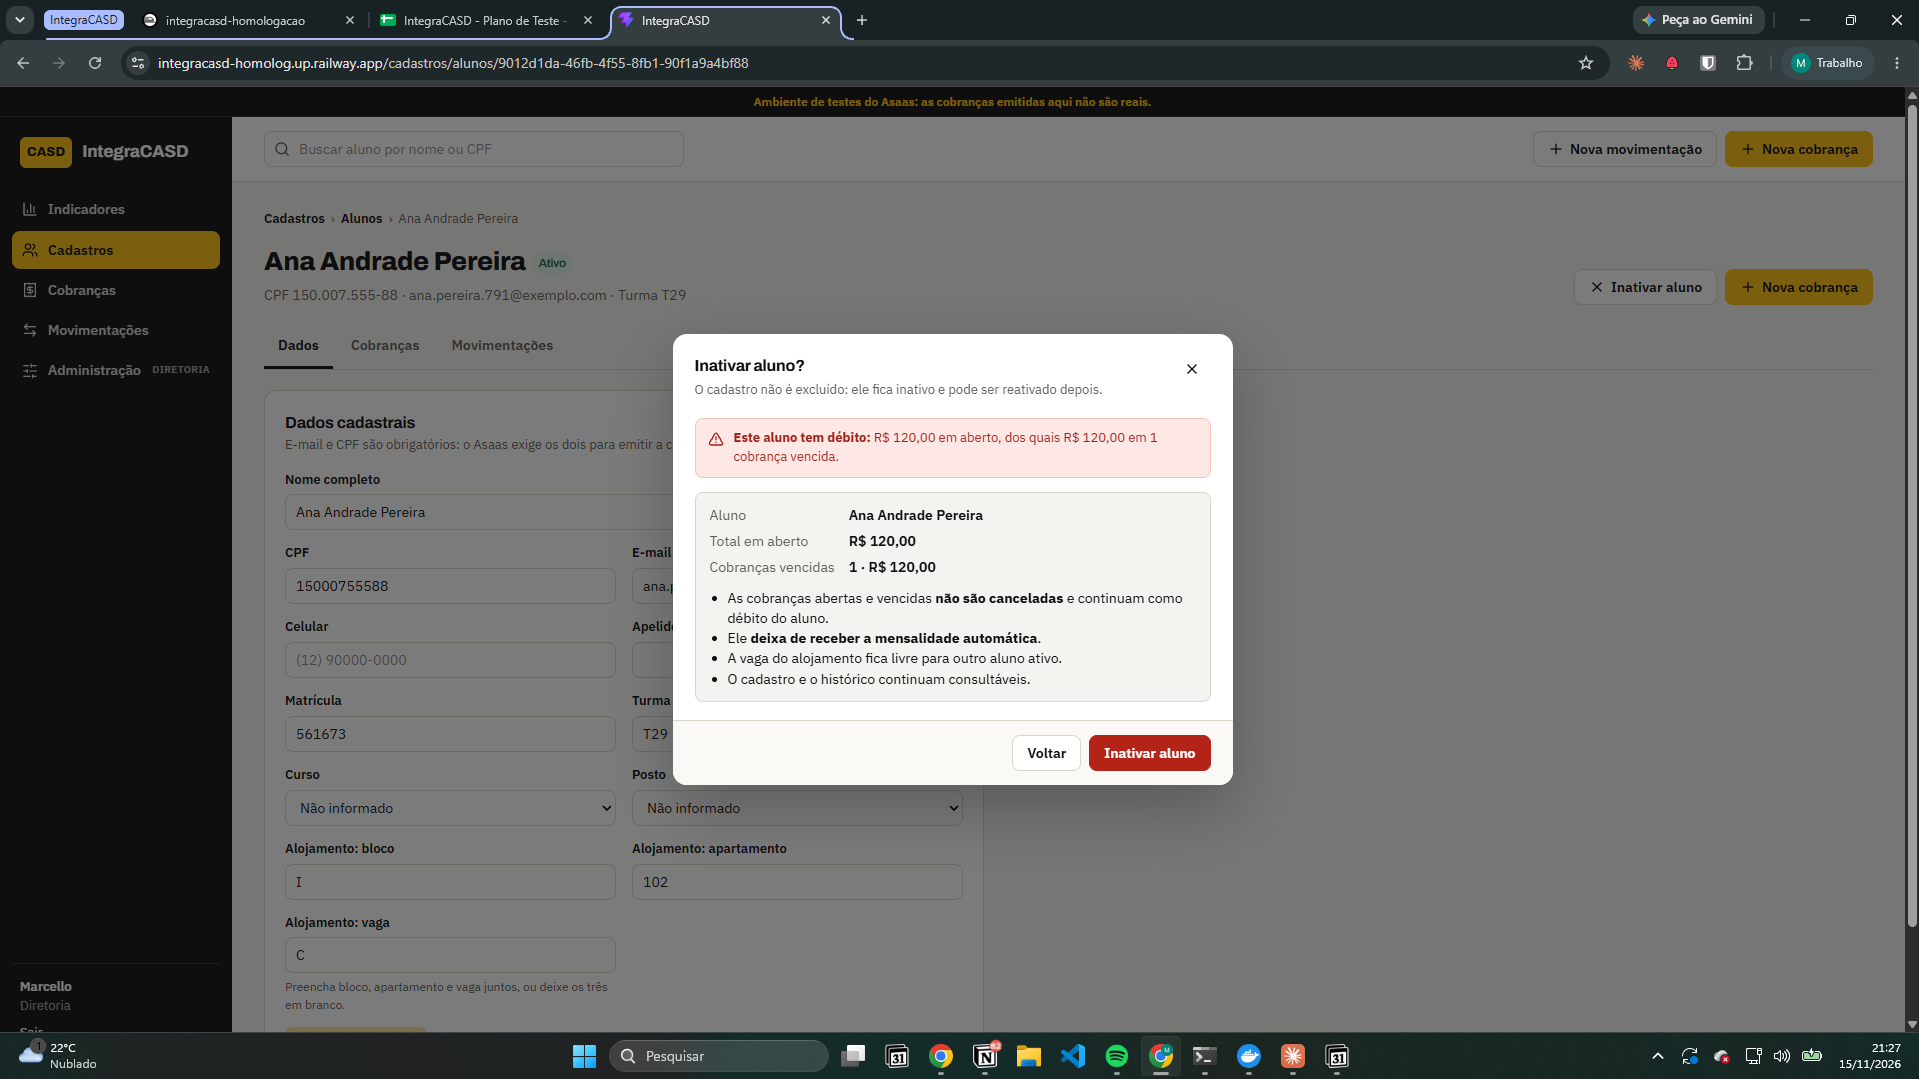 IntegraCASD
integracasd-homologacao
IntegraCASD - Plano de Teste -
IntegraCASD
Peça ao Gemini
integracasd-homolog.up.railway.app/cadastros/alunos/9012d1da-46fb-4f55-8fb1-90f1a9a4bf88
M
Trabalho
Ambiente de testes do Asaas: as cobranças emitidas aqui não são reais.
CASD
IntegraCASD
Buscar aluno por nome ou CPF
+ Nova movimentação
+ Nova cobrança
Indicadores
Cadastros
Cobranças
Movimentações
Administração DIRETORIA
Cadastros › Alunos › Ana Andrade Pereira
Ana Andrade Pereira Ativo
CPF 150.007.555-88 · ana.pereira.791@exemplo.com · Turma T29
Inativar aluno
+ Nova cobrança
Dados
Cobranças
Movimentações
Dados cadastrais
E-mail e CPF são obrigatórios: o Asaas exige os dois para emitir a c
Nome completo
Ana Andrade Pereira
CPF
E-mail
15000755588
ana.p
Celular
Apelido
(12) 90000-0000
Matrícula
Turma
561673
T29
Curso
Posto
Não informado
Não informado
Alojamento: bloco
Alojamento: apartamento
I
102
Alojamento: vaga
C
Preencha bloco, apartamento e vaga juntos, ou deixe os três
em branco.
Inativar aluno?
O cadastro não é excluído: ele fica inativo e pode ser reativado depois.
Este aluno tem débito: R$ 120,00 em aberto, dos quais R$ 120,00 em 1
cobrança vencida.
Aluno Ana Andrade Pereira
Total em aberto R$ 120,00
Cobranças vencidas 1 · R$ 120,00
• As cobranças abertas e vencidas não são canceladas e continuam como
débito do aluno.
• Ele deixa de receber a mensalidade automática.
• A vaga do alojamento fica livre para outro aluno ativo.
• O cadastro e o histórico continuam consultáveis.
Voltar
Inativar aluno
Marcello
Diretoria
Sair
1
22°C
Nublado
Pesquisar
31
31
21:27
15/11/2026